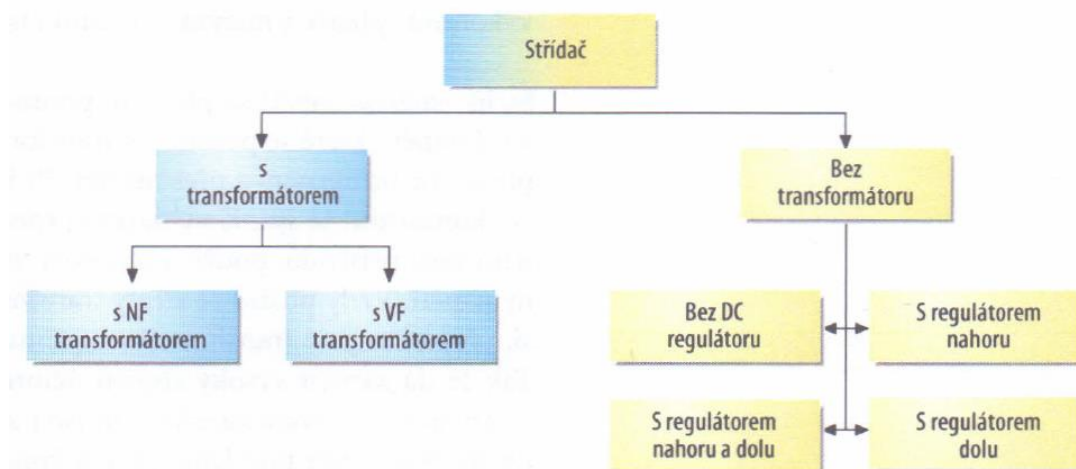 Střídač
s
transformátorem
Bez
transformátoru
s NF
transformátorem
s VF
transformátorem
Bez DC
regulátoru
S regulátorem
nahoru
S regulátorem
nahoru a dolu
S regulátorem
dolu